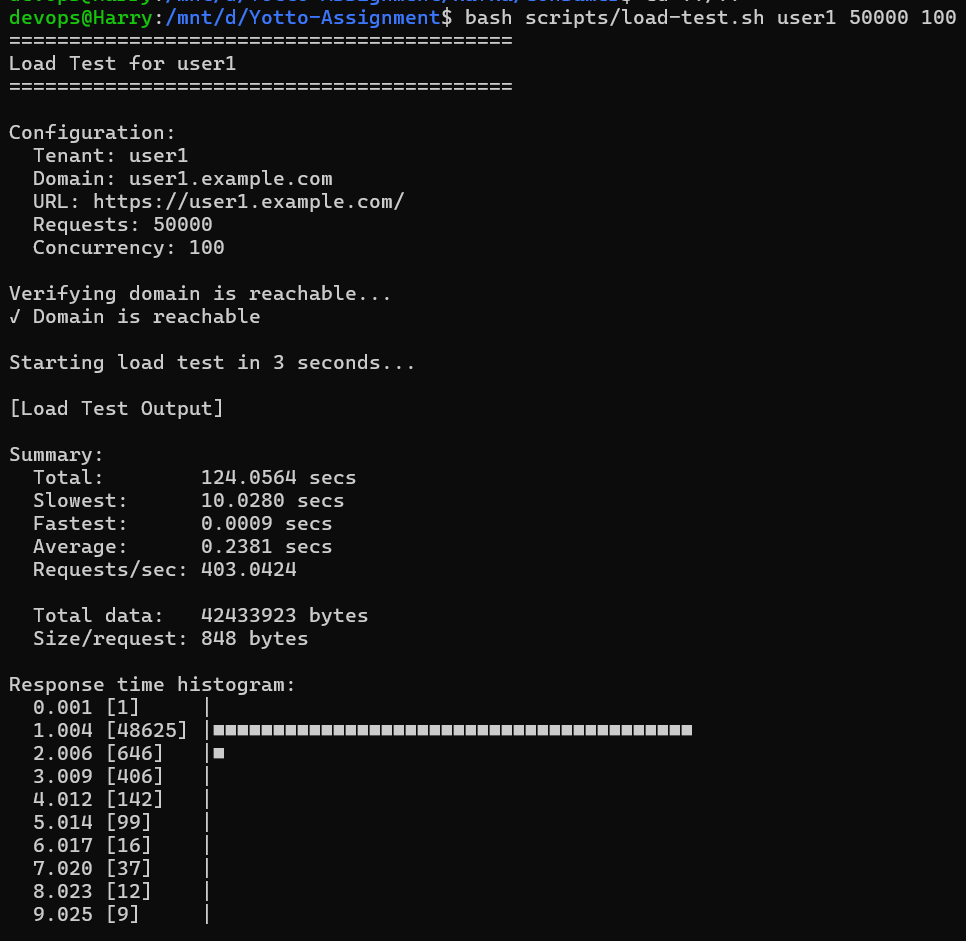 devops@Harry:/mnt/d/Yotto-Assignment$ bash scripts/load-test.sh user1 50000 100
==========================================
Load Test for user1
==========================================
Configuration:
  Tenant: user1
  Domain: user1.example.com
  URL: https://user1.example.com/
  Requests: 50000
  Concurrency: 100
Verifying domain is reachable...
✓ Domain is reachable
Starting load test in 3 seconds...
[Load Test Output]
Summary:
  Total:        124.0564 secs
  Slowest:      10.0280 secs
  Fastest:      0.0009 secs
  Average:      0.2381 secs
  Requests/sec: 403.0424
  Total data:   42433923 bytes
  Size/request: 848 bytes
Response time histogram:
  0.001 [1]     |
  1.004 [48625] |■■■■■■■■■■■■■■■■■■■■■■■■■■■■■■■■■■■■■■■■
  2.006 [646]   |■
  3.009 [406]   |
  4.012 [142]   |
  5.014 [99]    |
  6.017 [16]    |
  7.020 [37]    |
  8.023 [12]    |
  9.025 [9]     |